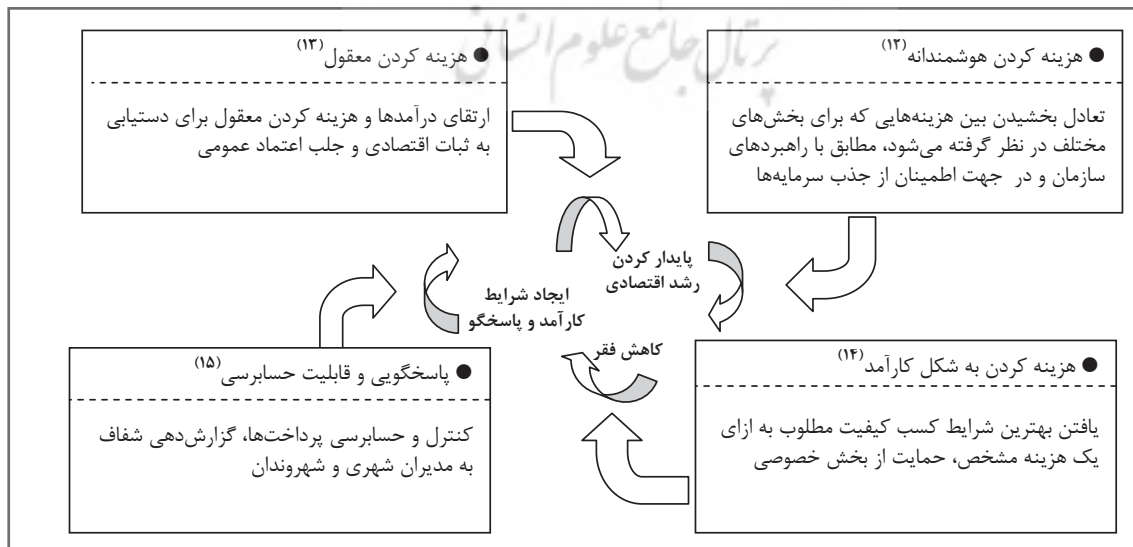 پرتال جامع علوم انسانی
● هزینه کردن هوشمندانه(۱۲)
تعادل بخشیدن بین هزینه‌هایی که برای بخش‌های
مختلف در نظر گرفته می‌شود، مطابق با راهبردهای
سازمان و در جهت اطمینان از جذب سرمایه‌ها
● هزینه کردن معقول(۱۳)
ارتقای درآمدها و هزینه کردن معقول برای دستیابی
به ثبات اقتصادی و جلب اعتماد عمومی
پایدار کردن
رشد اقتصادی
ایجاد شرایط
کارآمد و پاسخگو
کاهش فقر
● هزینه کردن به شکل کارآمد(۱۴)
یافتن بهترین شرایط کسب کیفیت مطلوب به ازای
یک هزینه مشخص، حمایت از بخش خصوصی
● پاسخگویی و قابلیت حسابرسی(۱۵)
کنترل و حسابرسی پرداخت‌ها، گزارش‌دهی شفاف
به مدیران شهری و شهروندان